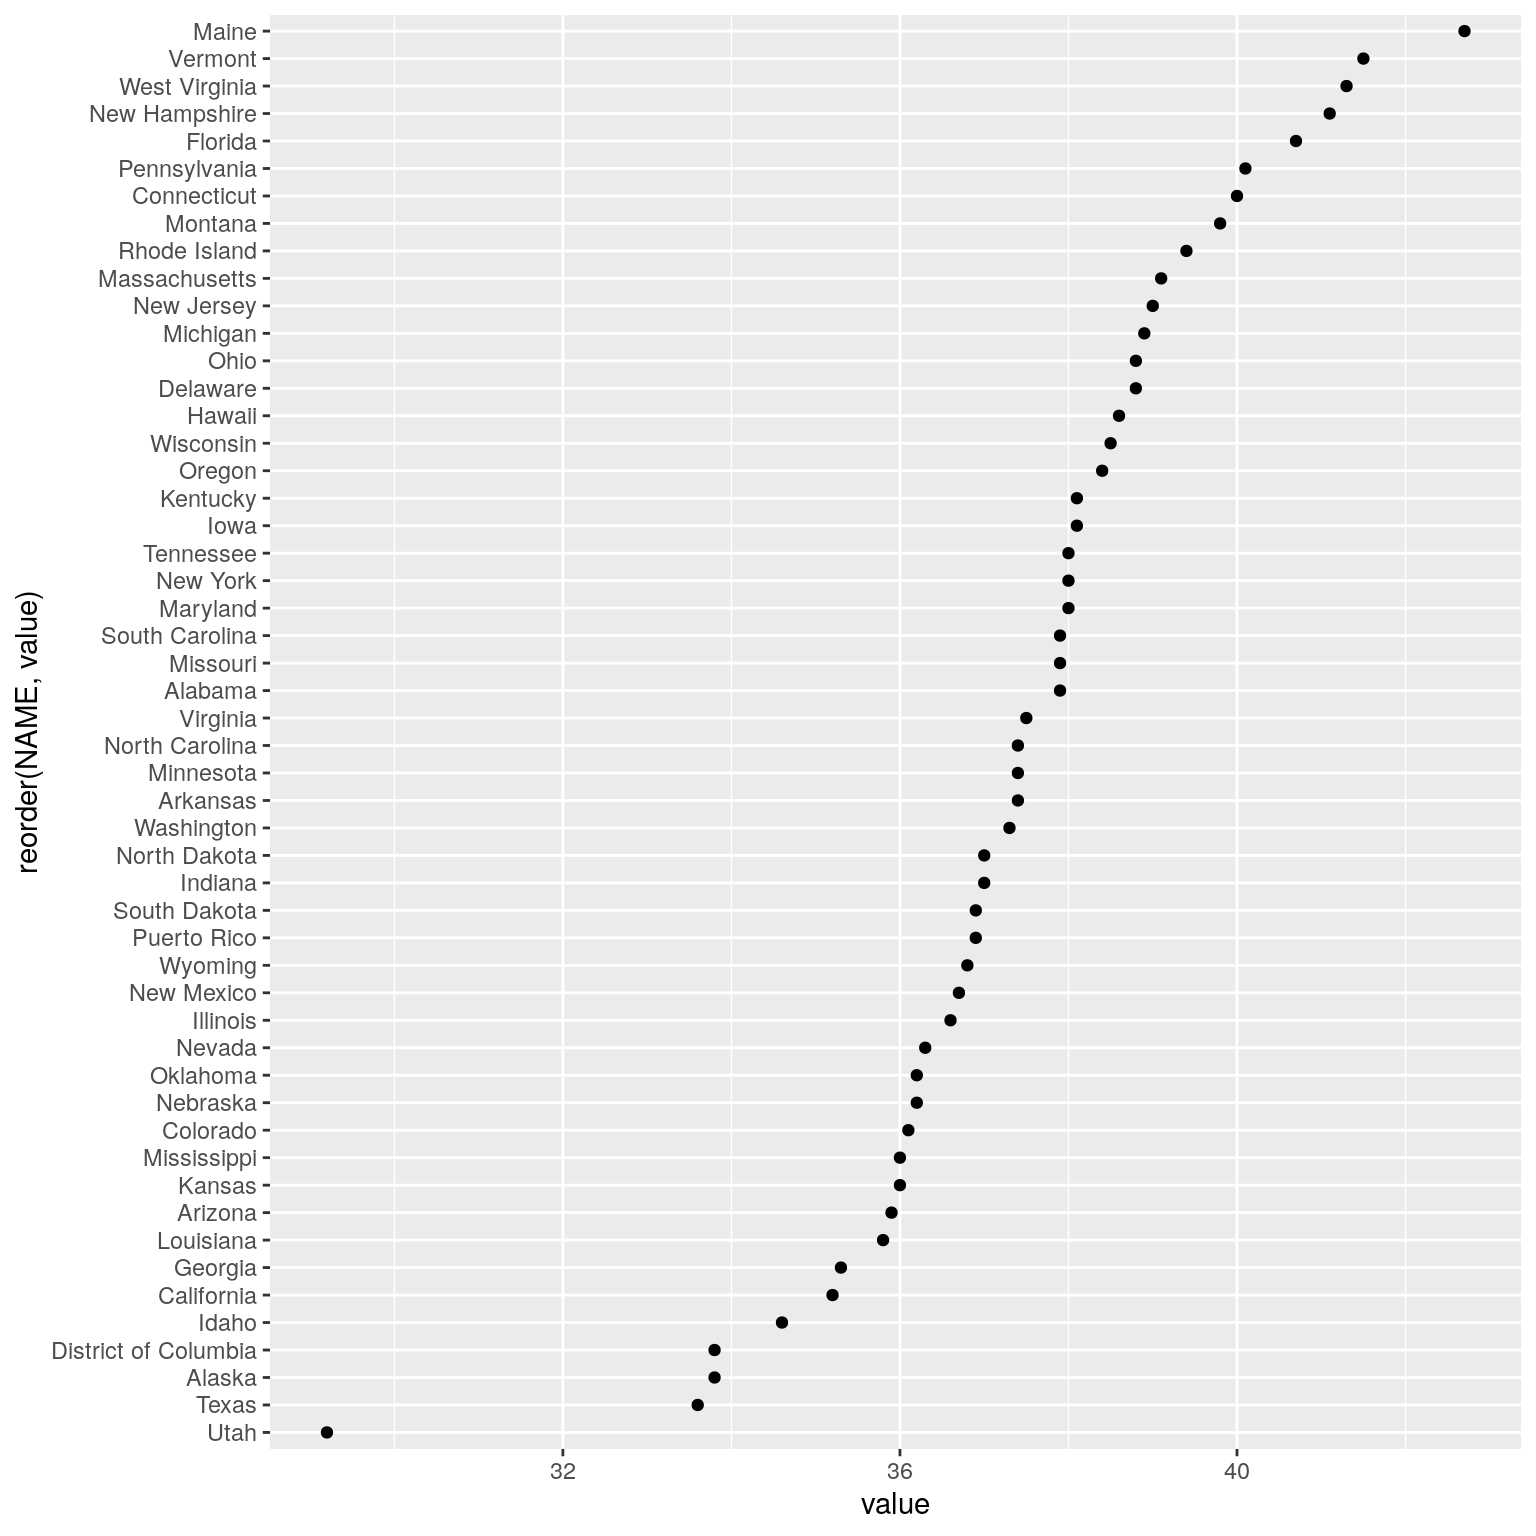 Maine
Vermont
West Virginia
New Hampshire
Florida
Pennsylvania
Connecticut
Montana
Rhode Island
Massachusetts
New Jersey
Michigan
Ohio
Delaware
Hawaii
Wisconsin
Oregon
Kentucky
Iowa
Tennessee
New York
Maryland
South Carolina
Missouri
Alabama
Virginia
North Carolina
Minnesota
Arkansas
Washington
North Dakota
Indiana
South Dakota
Puerto Rico
Wyoming
New Mexico
Illinois
Nevada
Oklahoma
Nebraska
Colorado
Mississippi
Kansas
Arizona
Louisiana
Georgia
California
Idaho
District of Columbia
Alaska
Texas
Utah
reorder(NAME, value)
32 36 40
value